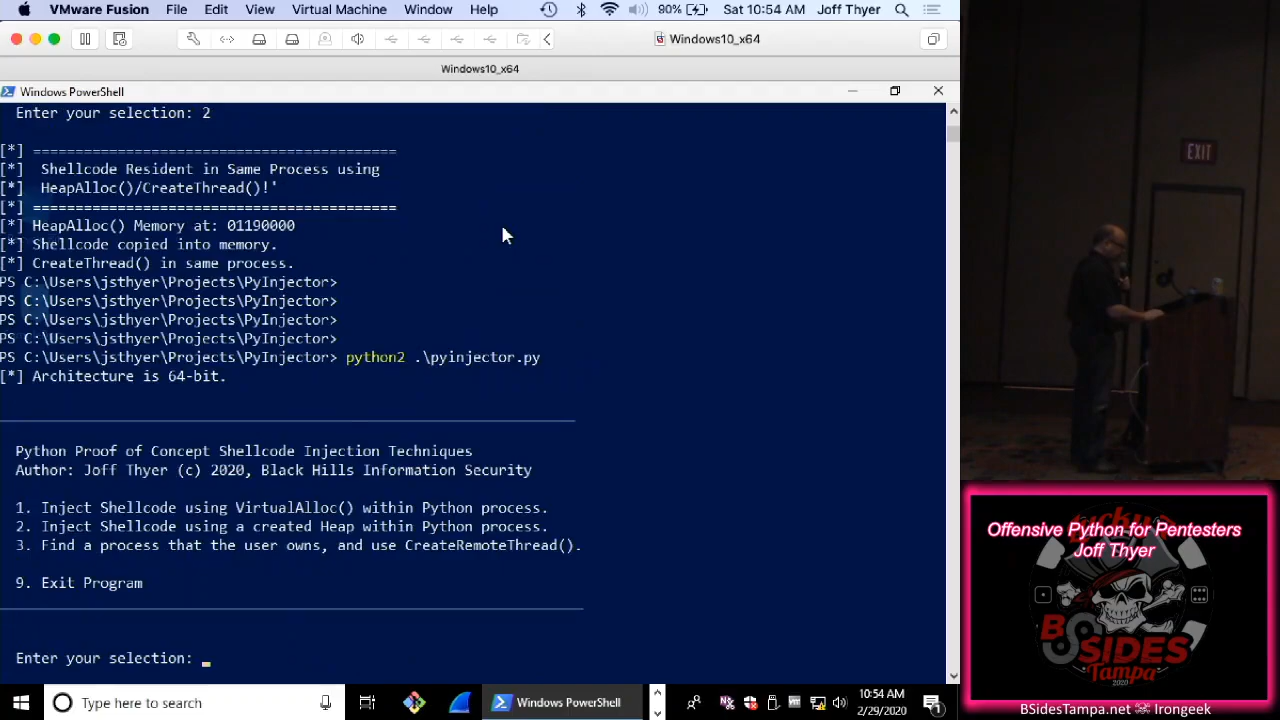 VMware Fusion File Edit View Virtual Machine Window Help 90% Sat 10:54 AM Joff Thyer
Windows10_x64
Windows10_x64
Windows PowerShell
Enter your selection: 2
[*] ===========================================
[*] Shellcode Resident in Same Process using
[*] HeapAlloc()/CreateThread()!'
[*] ===========================================
[*] HeapAlloc() Memory at: 01190000
[*] Shellcode copied into memory.
[*] CreateThread() in same process.
PS C:\Users\jsthyer\Projects\PyInjector>
PS C:\Users\jsthyer\Projects\PyInjector>
PS C:\Users\jsthyer\Projects\PyInjector>
PS C:\Users\jsthyer\Projects\PyInjector>
PS C:\Users\jsthyer\Projects\PyInjector> python2 .\pyinjector.py
[*] Architecture is 64-bit.
Python Proof of Concept Shellcode Injection Techniques
Author: Joff Thyer (c) 2020, Black Hills Information Security
1. Inject Shellcode using VirtualAlloc() within Python process.
2. Inject Shellcode using a created Heap within Python process.
3. Find a process that the user owns, and use CreateRemoteThread().
9. Exit Program
Enter your selection:
Type here to search
Windows PowerShell
10:54 AM
2/29/2020
1
EXIT
Offensive Python for Pentesters
Joff Thyer
BSIDES
Tampa
2020
BSidesTampa.net Irongeek